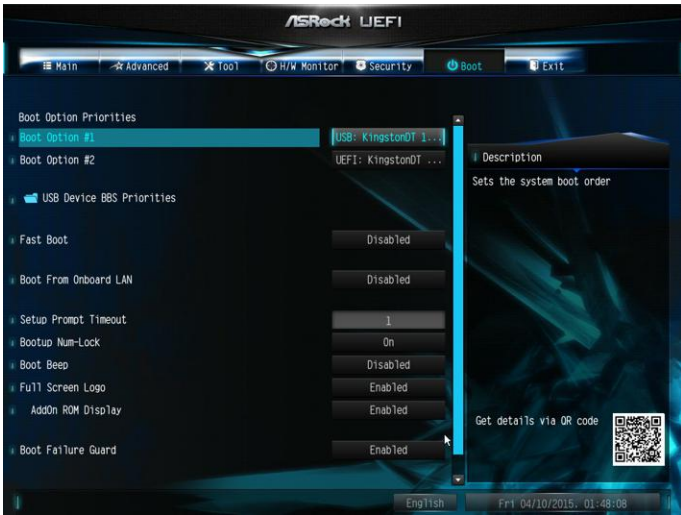 ASRock UEFI
Main Advanced Tool H/W Monitor Security Boot Exit
Boot Option Priorities
Boot Option #1 USB: KingstonDT 1...
Boot Option #2 UEFI: KingstonDT ...
USB Device BBS Priorities
Fast Boot Disabled
Boot From Onboard LAN Disabled
Setup Prompt Timeout 1
Bootup Num-Lock On
Boot Beep Disabled
Full Screen Logo Enabled
AddOn ROM Display Enabled
Boot Failure Guard Enabled
Description
Sets the system boot order
Get details via QR code
English Fri 04/10/2015. 01:48:08